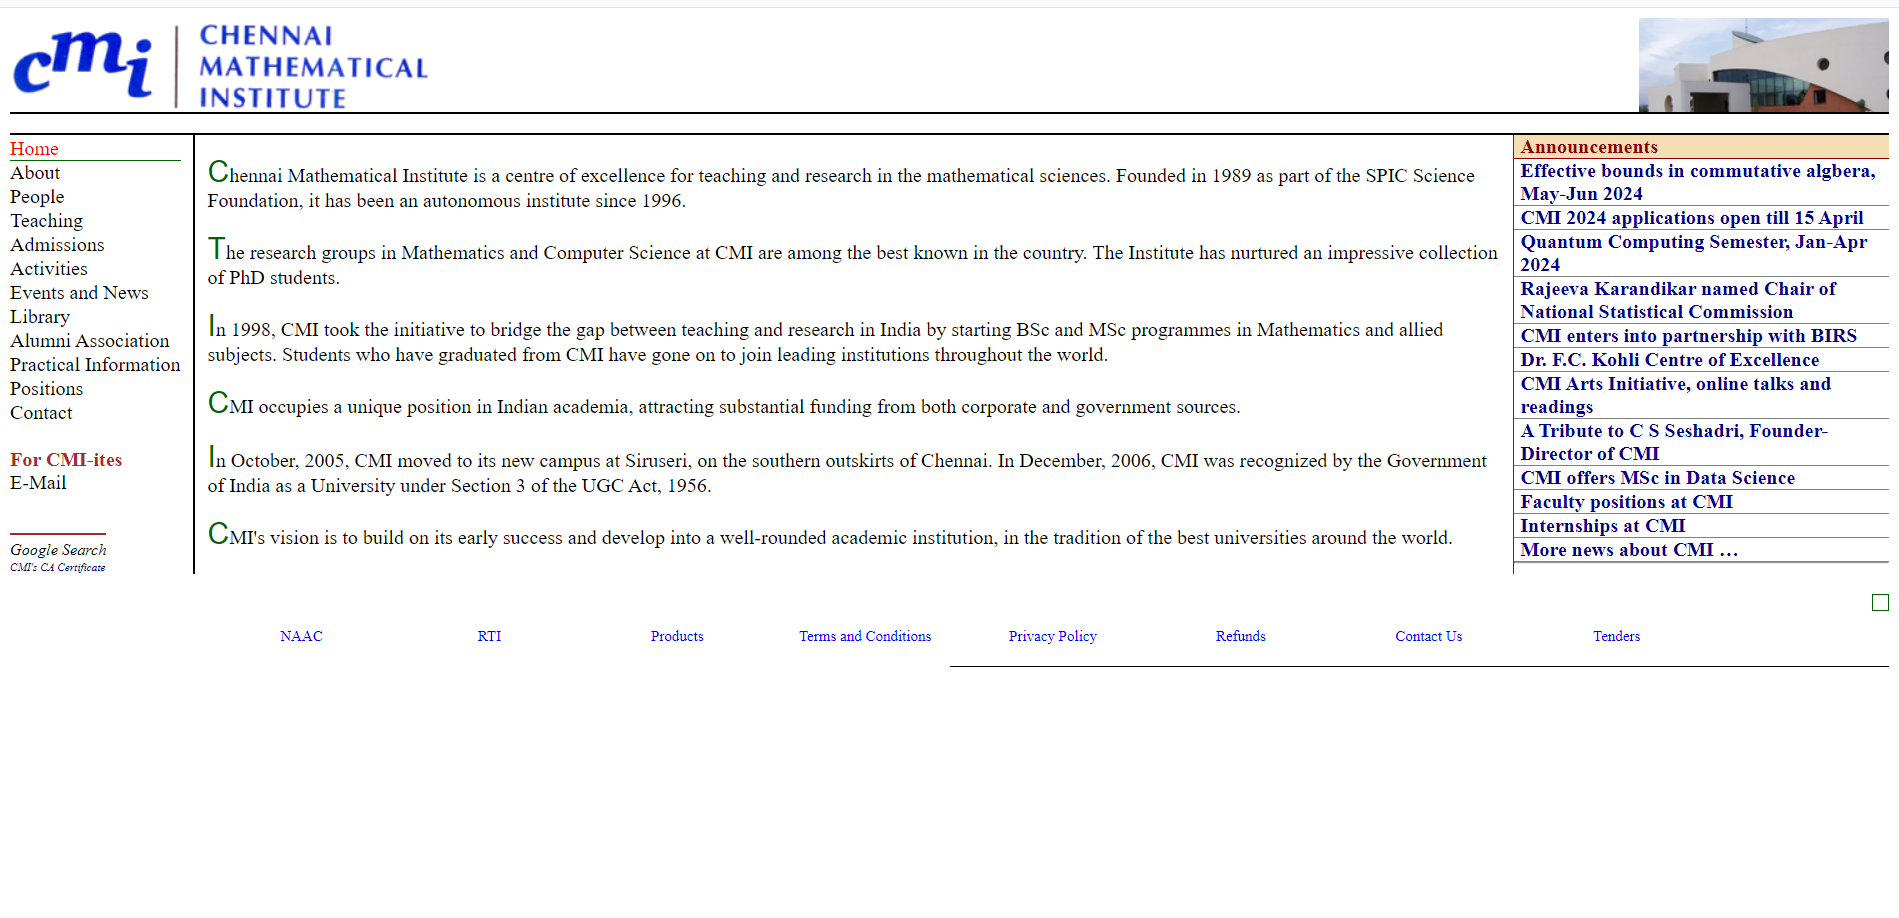 cmi
CHENNAI
MATHEMATICAL
INSTITUTE
Home
About
People
Teaching
Admissions
Activities
Events and News
Library
Alumni Association
Practical Information
Positions
Contact
For CMI-ites
E-Mail
Google Search
CMI's CA Certificate
Chennai Mathematical Institute is a centre of excellence for teaching and research in the mathematical sciences. Founded in 1989 as part of the SPIC Science
Foundation, it has been an autonomous institute since 1996.
The research groups in Mathematics and Computer Science at CMI are among the best known in the country. The Institute has nurtured an impressive collection
of PhD students.
In 1998, CMI took the initiative to bridge the gap between teaching and research in India by starting BSc and MSc programmes in Mathematics and allied
subjects. Students who have graduated from CMI have gone on to join leading institutions throughout the world.
CMI occupies a unique position in Indian academia, attracting substantial funding from both corporate and government sources.
In October, 2005, CMI moved to its new campus at Siruseri, on the southern outskirts of Chennai. In December, 2006, CMI was recognized by the Government
of India as a University under Section 3 of the UGC Act, 1956.
CMI's vision is to build on its early success and develop into a well-rounded academic institution, in the tradition of the best universities around the world.
Announcements
Effective bounds in commutative algbera,
May-Jun 2024
CMI 2024 applications open till 15 April
Quantum Computing Semester, Jan-Apr
2024
Rajeeva Karandikar named Chair of
National Statistical Commission
CMI enters into partnership with BIRS
Dr. F.C. Kohli Centre of Excellence
CMI Arts Initiative, online talks and
readings
A Tribute to C S Seshadri, Founder-
Director of CMI
CMI offers MSc in Data Science
Faculty positions at CMI
Internships at CMI
More news about CMI …
NAAC RTI Products Terms and Conditions Privacy Policy Refunds Contact Us Tenders